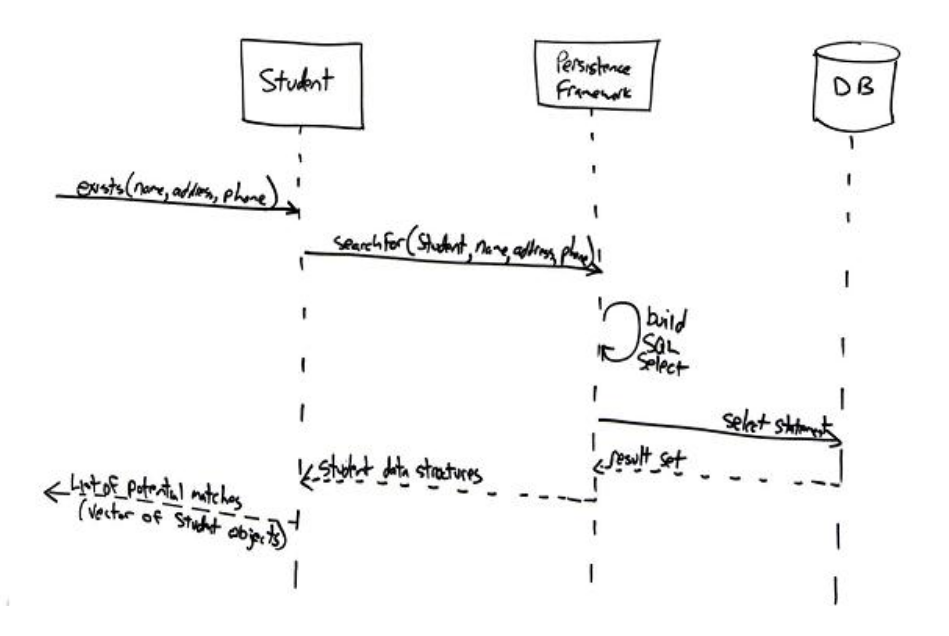 Student
Persistence
Framework
DB
exists(name, address, phone)
searchFor(Student, name, address, phone)
build
SQL
Select
select statement
result set
Student data structures
List of potential matches
(vector of Student objects)